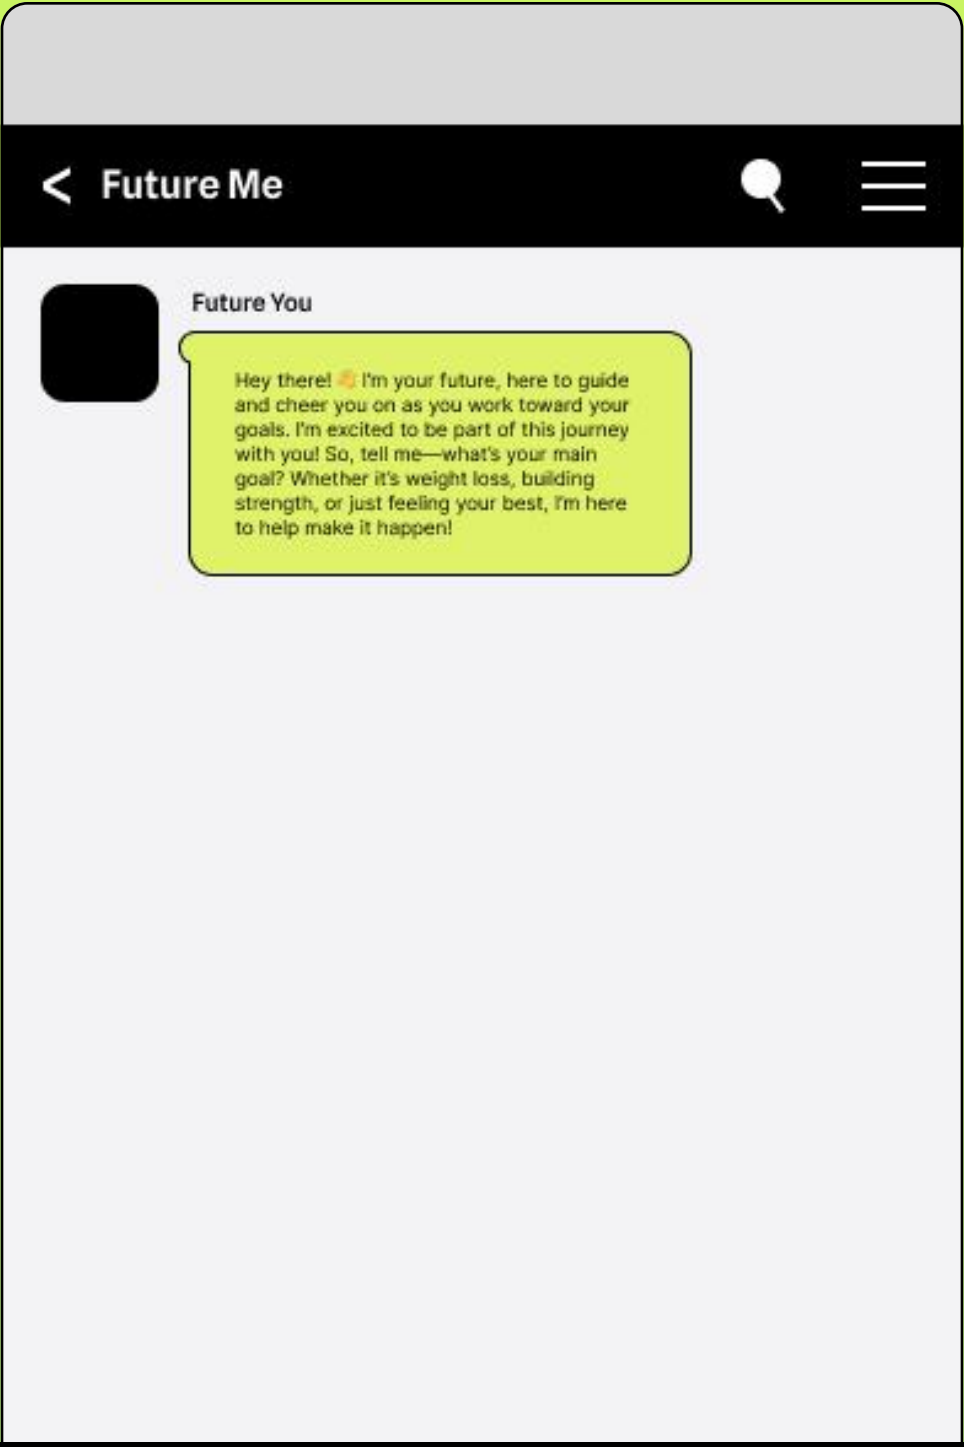 < Future Me
Future You
Hey there! 👋 I'm your future, here to guide
and cheer you on as you work toward your
goals. I'm excited to be part of this journey
with you! So, tell me—what's your main
goal? Whether it's weight loss, building
strength, or just feeling your best, I'm here
to help make it happen!